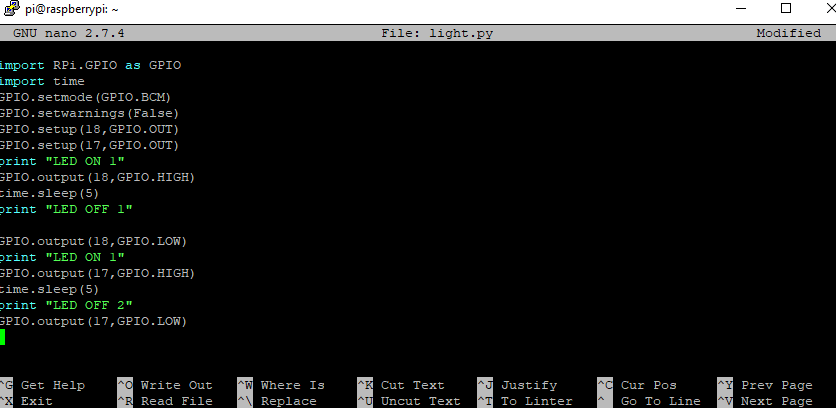 pi@raspberrypi: ~
GNU nano 2.7.4 File: light.py Modified
import RPi.GPIO as GPIO
import time
GPIO.setmode(GPIO.BCM)
GPIO.setwarnings(False)
GPIO.setup(18,GPIO.OUT)
GPIO.setup(17,GPIO.OUT)
print "LED ON 1"
GPIO.output(18,GPIO.HIGH)
time.sleep(5)
print "LED OFF 1"
GPIO.output(18,GPIO.LOW)
print "LED ON 1"
GPIO.output(17,GPIO.HIGH)
time.sleep(5)
print "LED OFF 2"
GPIO.output(17,GPIO.LOW)
^G Get Help ^O Write Out ^W Where Is ^K Cut Text ^J Justify ^C Cur Pos ^Y Prev Page
^X Exit ^R Read File ^\ Replace ^U Uncut Text ^T To Linter ^_ Go To Line ^V Next Page